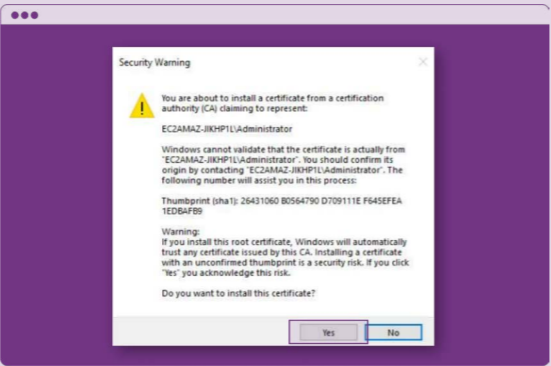 Security Warning
You are about to install a certificate from a certification
authority (CA) claiming to represent:
EC2AMAZ-JIKHP1L\Administrator
Windows cannot validate that the certificate is actually from
"EC2AMAZ-JIKHP1L\Administrator". You should confirm its
origin by contacting "EC2AMAZ-JIKHP1L\Administrator". The
following number will assist you in this process:
Thumbprint (sha1): 26431060 B0564790 D709111E F645EFEA
1EDBAFB9
Warning:
If you install this root certificate, Windows will automatically
trust any certificate issued by this CA. Installing a certificate
with an unconfirmed thumbprint is a security risk. If you click
"Yes" you acknowledge this risk.
Do you want to install this certificate?
Yes
No